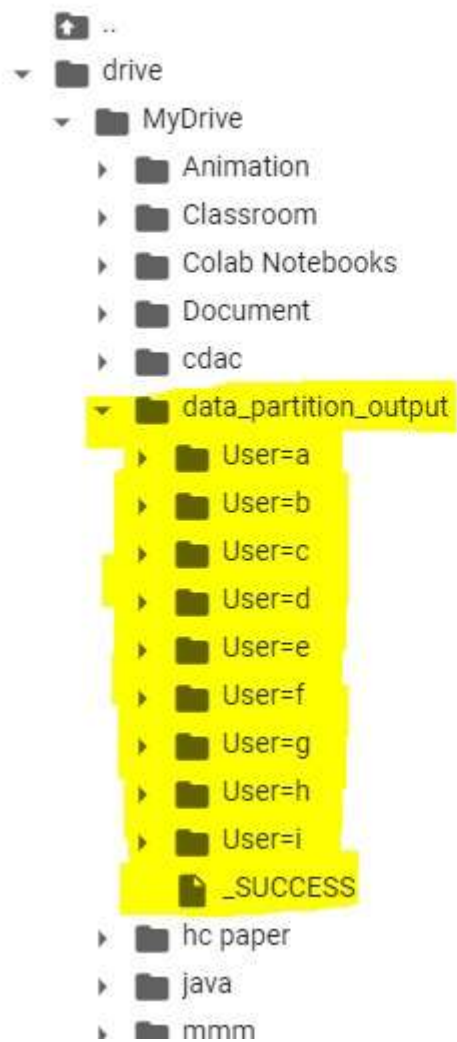 ..
drive
MyDrive
Animation
Classroom
Colab Notebooks
Document
cdac
data_partition_output
User=a
User=b
User=c
User=d
User=e
User=f
User=g
User=h
User=i
_SUCCESS
hc paper
java
mmm